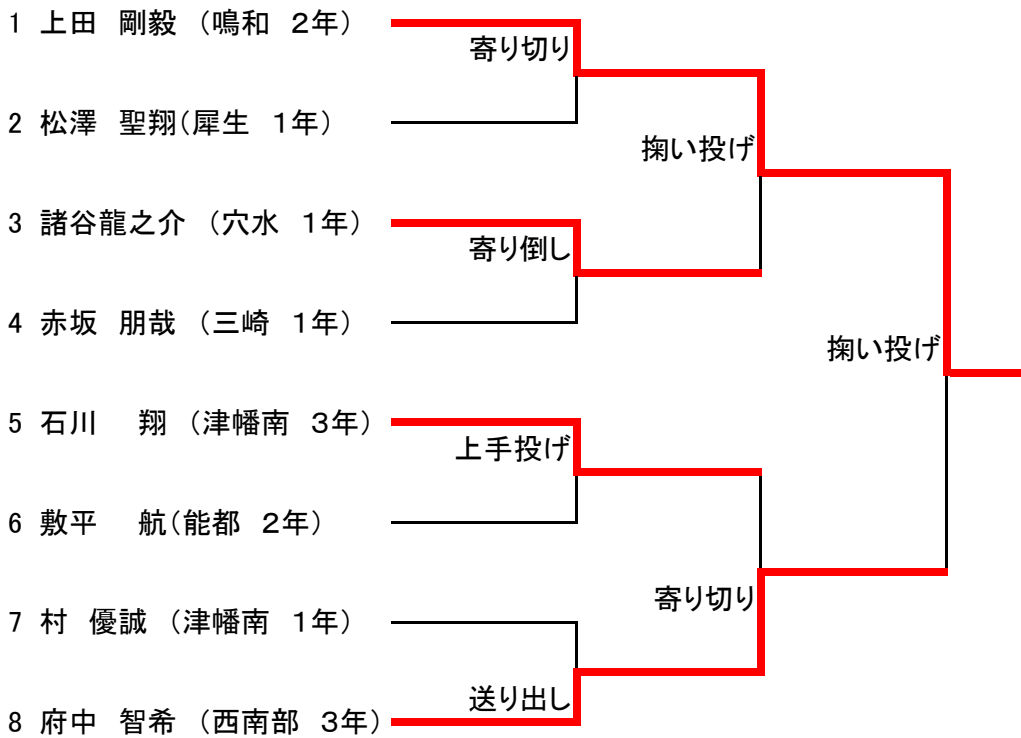 1 上田　剛毅 （鳴和　２年）
寄り切り
2 松澤　聖翔（犀生　１年）
掬い投げ
3 諸谷龍之介 （穴水　１年）
寄り倒し
4 赤坂　朋哉 （三崎　１年）
掬い投げ
5 石川　翔 （津幡南　３年）
上手投げ
6 敷平　航（能都　２年）
寄り切り
7 村　優誠 （津幡南　１年）
送り出し
8 府中　智希 （西南部　３年）